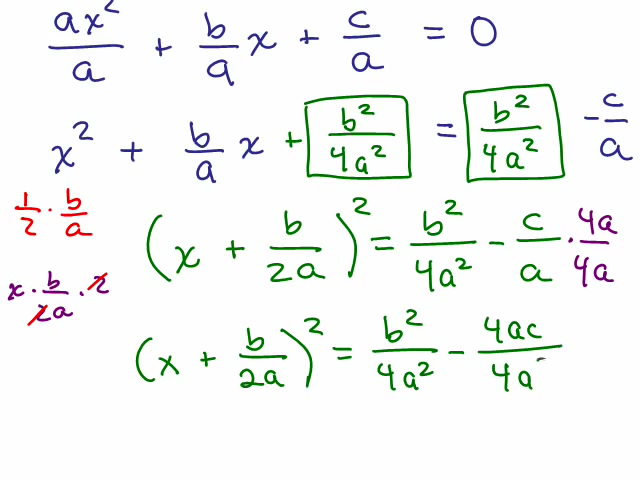 ax²/a + b/a x + c/a = 0
x² + b/a x + b²/4a² = b²/4a² - c/a
1/2 · b/a
(x + b/2a)² = b²/4a² - c/a · 4a/4a
x · b/2a · 2
(x + b/2a)² = b²/4a² - 4ac/4a